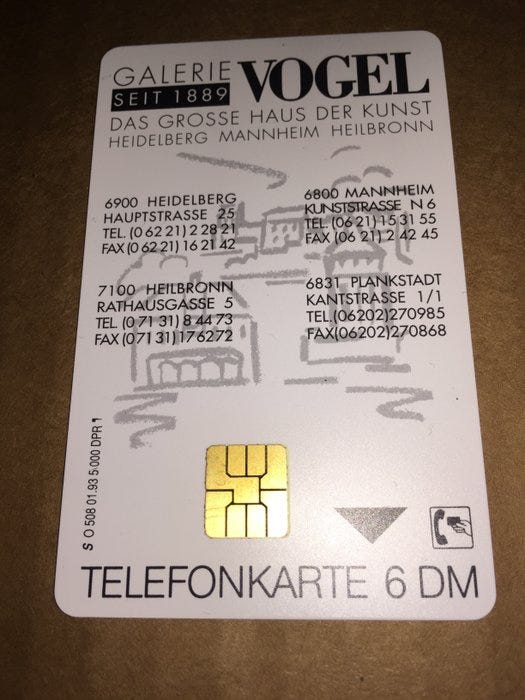 GALERIE VOGEL
SEIT 1889
DAS GROSSE HAUS DER KUNST
HEIDELBERG MANNHEIM HEILBRONN
6900 HEIDELBERG
HAUPTSTRASSE 25
TEL. (0 62 21) 2 28 21
FAX (0 62 21) 16 21 42
6800 MANNHEIM
KUNSTSTRASSE N 6
TEL. (06 21) 15 31 55
FAX (06 21) 2 42 45
7100 HEILBRONN
RATHAUSGASSE 5
TEL (0 71 31) 8 44 73
FAX (0 71 31) 17 62 72
6831 PLANKSTADT
KANTSTRASSE 1/1
TEL.(06202)270985
FAX(06202)270868
S O 508 01.93 5 000 DPR 1
TELEFONKARTE 6 DM